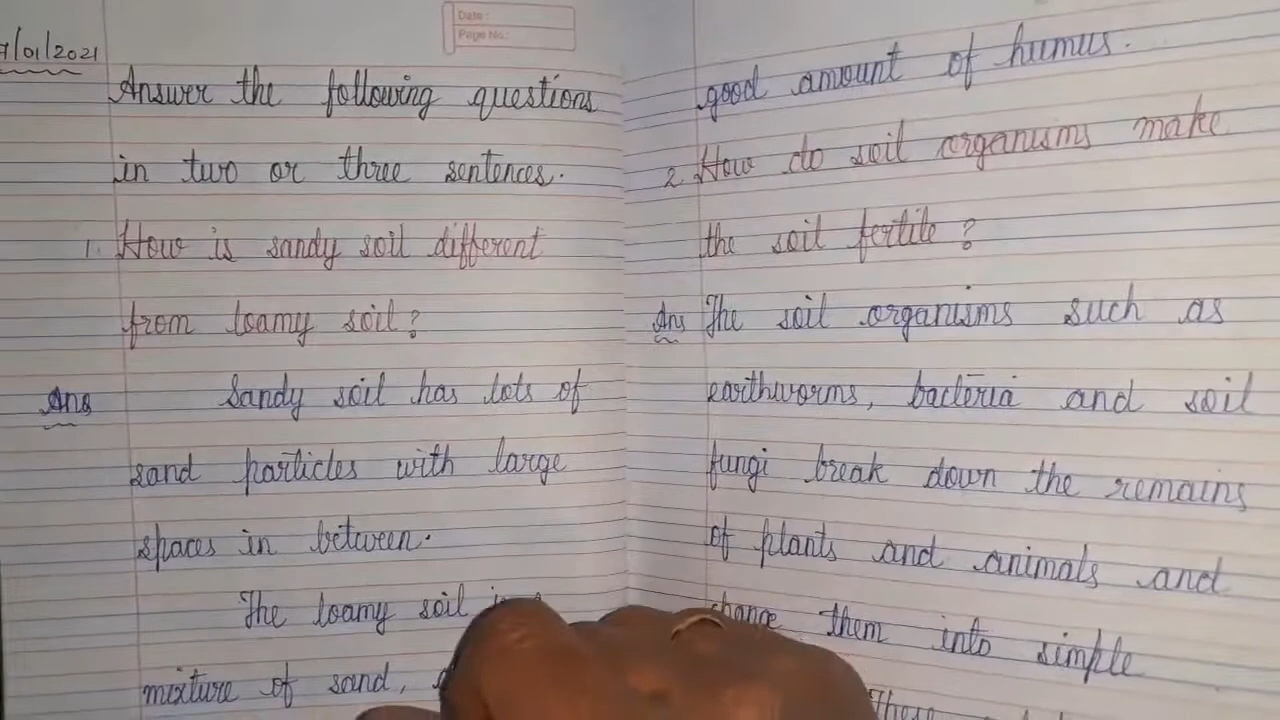 7/01/2021
Date :
Page No.:
Answer the following questions
in two or three sentences.
1. How is sandy soil different
from loamy soil?
Ans Sandy soil has lots of
sand particles with large
spaces in between.
The loamy soil is a
mixture of sand,
good amount of humus.
2. How do soil organisms make
the soil fertile?
Ans The soil organisms such as
earthworms, bacteria and soil
fungi break down the remains
of plants and animals and
change them into simple